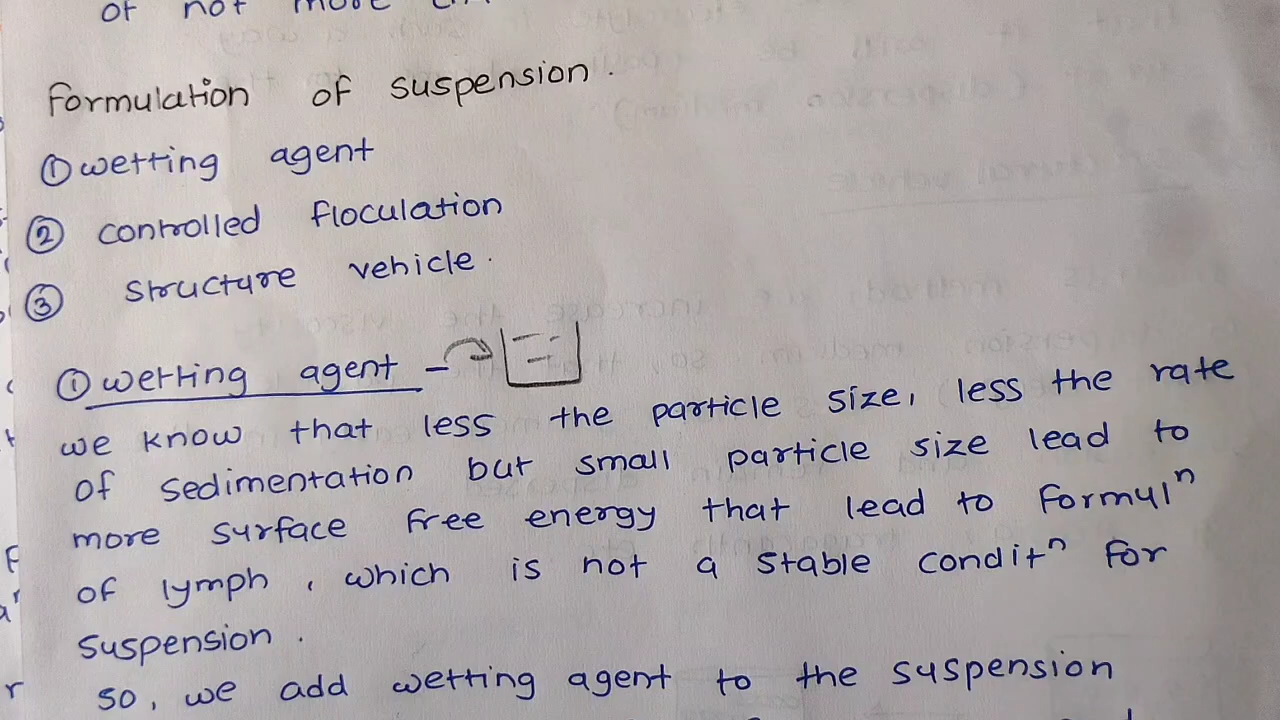 of not more
Formulation of suspension.
① wetting agent
② controlled floculation
③ structure vehicle.
① wetting agent –
we know that less the particle size, less the rate
of sedimentation but small particle size lead to
more surface free energy that lead to Formulⁿ
of lymph, which is not a stable conditⁿ for
suspension.
so, we add wetting agent to the suspension